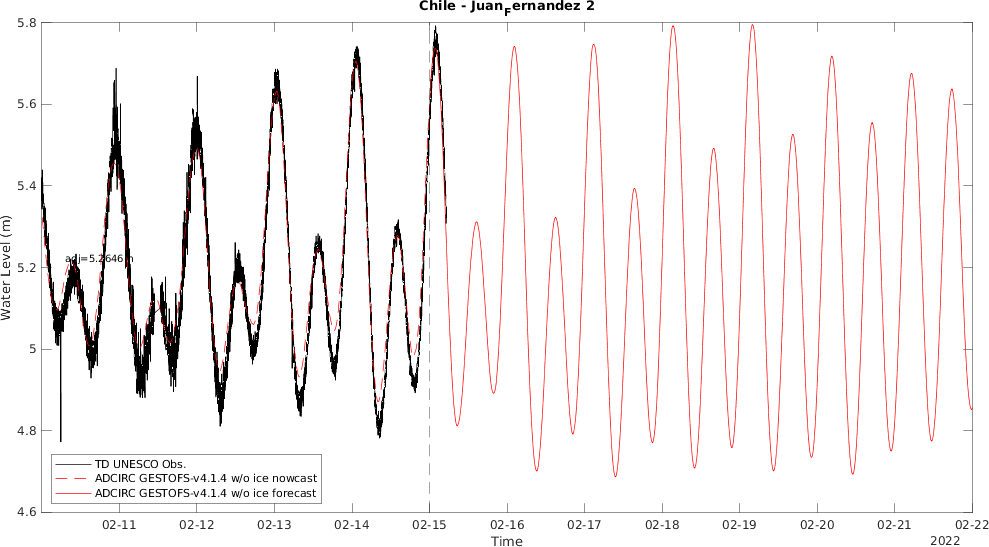 Chile - Juan_Fernandez 2
5.8
5.6
5.4
5.2
5
4.8
4.6
Water Level (m)
adj=5.2646 m
TD UNESCO Obs.
ADCIRC GESTOFS-v4.1.4 w/o ice nowcast
ADCIRC GESTOFS-v4.1.4 w/o ice forecast
02-11 02-12 02-13 02-14 02-15 02-16 02-17 02-18 02-19 02-20 02-21 02-22
Time
2022